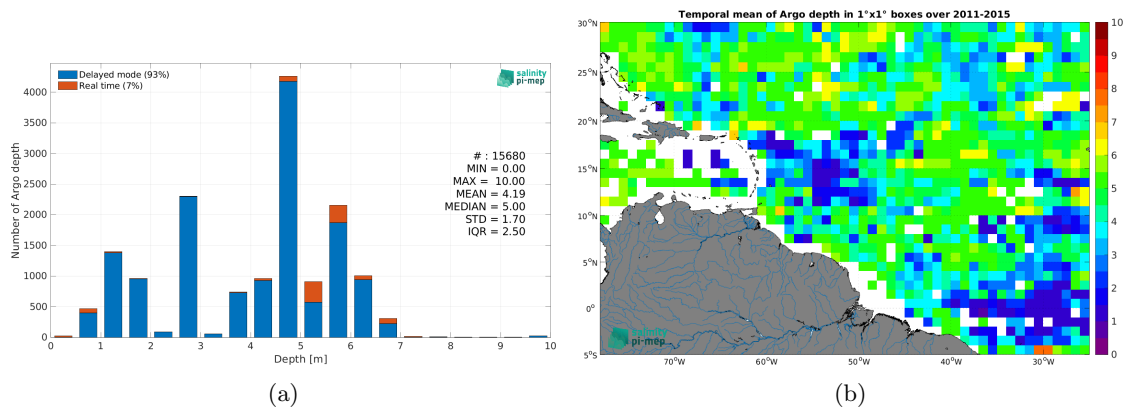 Delayed mode (93%)
Real time (7%)
salinity
pi-mep
# : 15680
MIN = 0.00
MAX = 10.00
MEAN = 4.19
MEDIAN = 5.00
STD = 1.70
IQR = 2.50
Number of Argo depth
4000
3500
3000
2500
2000
1500
1000
500
0
0 1 2 3 4 5 6 7 8 9 10
Depth [m]
(a)
Temporal mean of Argo depth in 1°x1° boxes over 2011-2015
30°N
25°N
20°N
15°N
10°N
5°N
0°
5°S
70°W 60°W 50°W 40°W 30°W
salinity
pi-mep
10
9
8
7
6
5
4
3
2
1
0
(b)